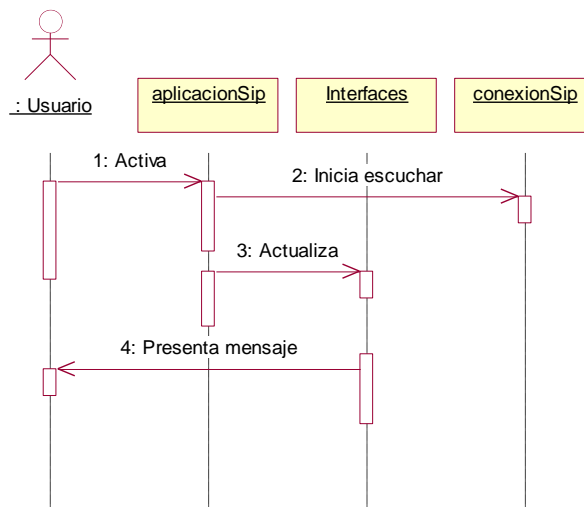 : Usuario
aplicacionSip
Interfaces
conexionSip
1: Activa
2: Inicia escuchar
3: Actualiza
4: Presenta mensaje